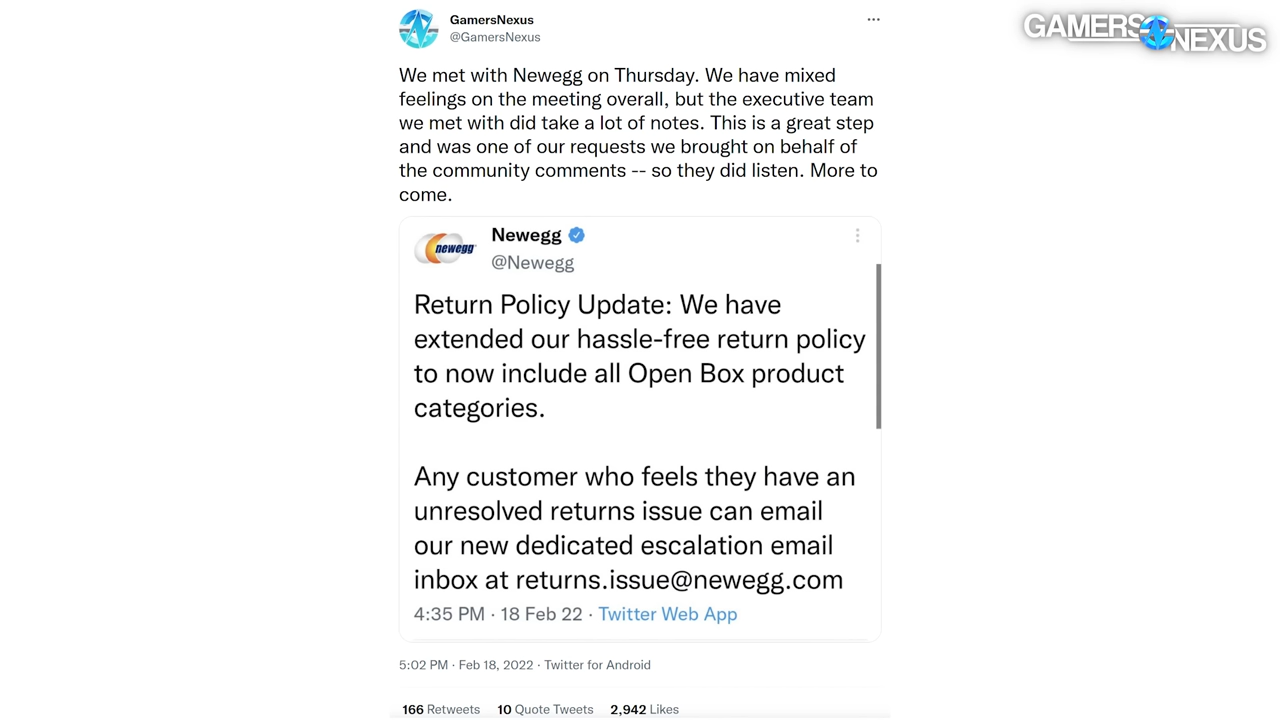 GamersNexus
@GamersNexus
GAMERS NEXUS
We met with Newegg on Thursday. We have mixed
feelings on the meeting overall, but the executive team
we met with did take a lot of notes. This is a great step
and was one of our requests we brought on behalf of
the community comments -- so they did listen. More to
come.
newegg
Newegg
@Newegg
Return Policy Update: We have
extended our hassle-free return policy
to now include all Open Box product
categories.
Any customer who feels they have an
unresolved returns issue can email
our new dedicated escalation email
inbox at returns.issue@newegg.com
4:35 PM · 18 Feb 22 · Twitter Web App
5:02 PM · Feb 18, 2022 · Twitter for Android
166 Retweets 10 Quote Tweets 2,942 Likes